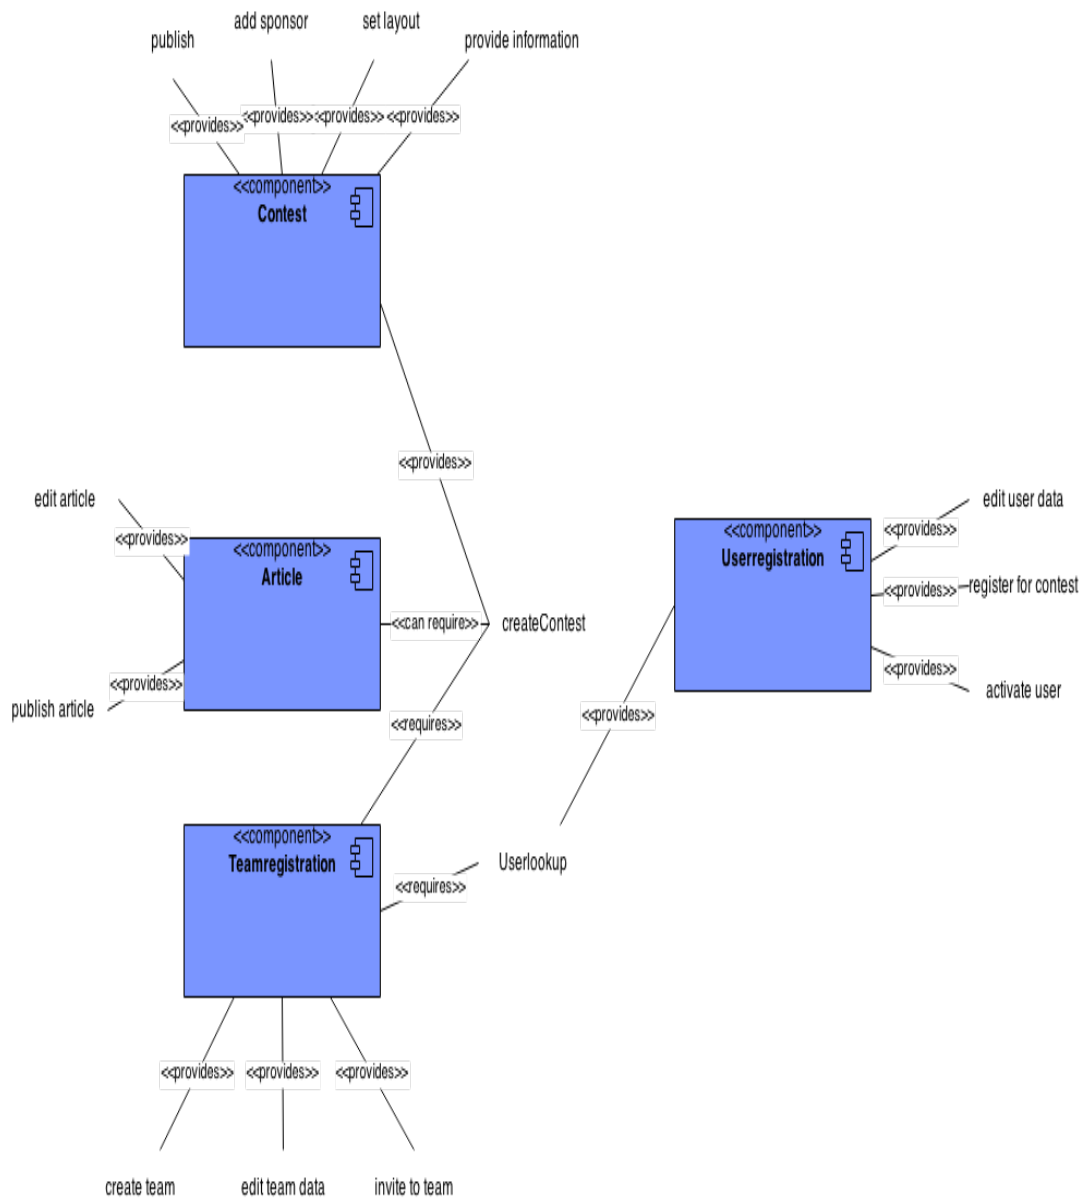 add sponsor
set layout
publish
provide information
<<provides>>
<<provides>>
<<provides>>
<<provides>>
<<component>>
Contest
<<provides>>
edit article
<<provides>>
<<component>>
Article
<<can require>>
createContest
<<provides>>
publish article
<<requires>>
<<component>>
Userregistration
edit user data
<<provides>>
<<provides>>
register for contest
<<provides>>
activate user
<<provides>>
<<component>>
Teamregistration
<<requires>>
Userlookup
<<provides>>
<<provides>>
<<provides>>
create team
edit team data
invite to team